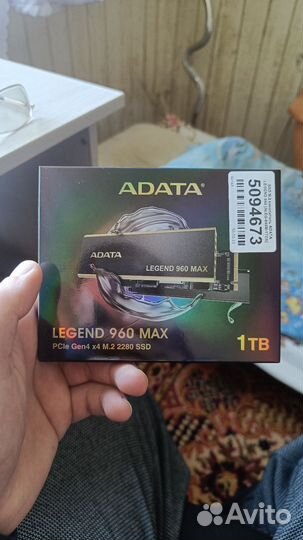 ADATA
ADATA
LEGEND 960 MAX
LEGEND 960 MAX
PCIe Gen4 x4 M.2 2280 SSD
1TB
5094673
Avito